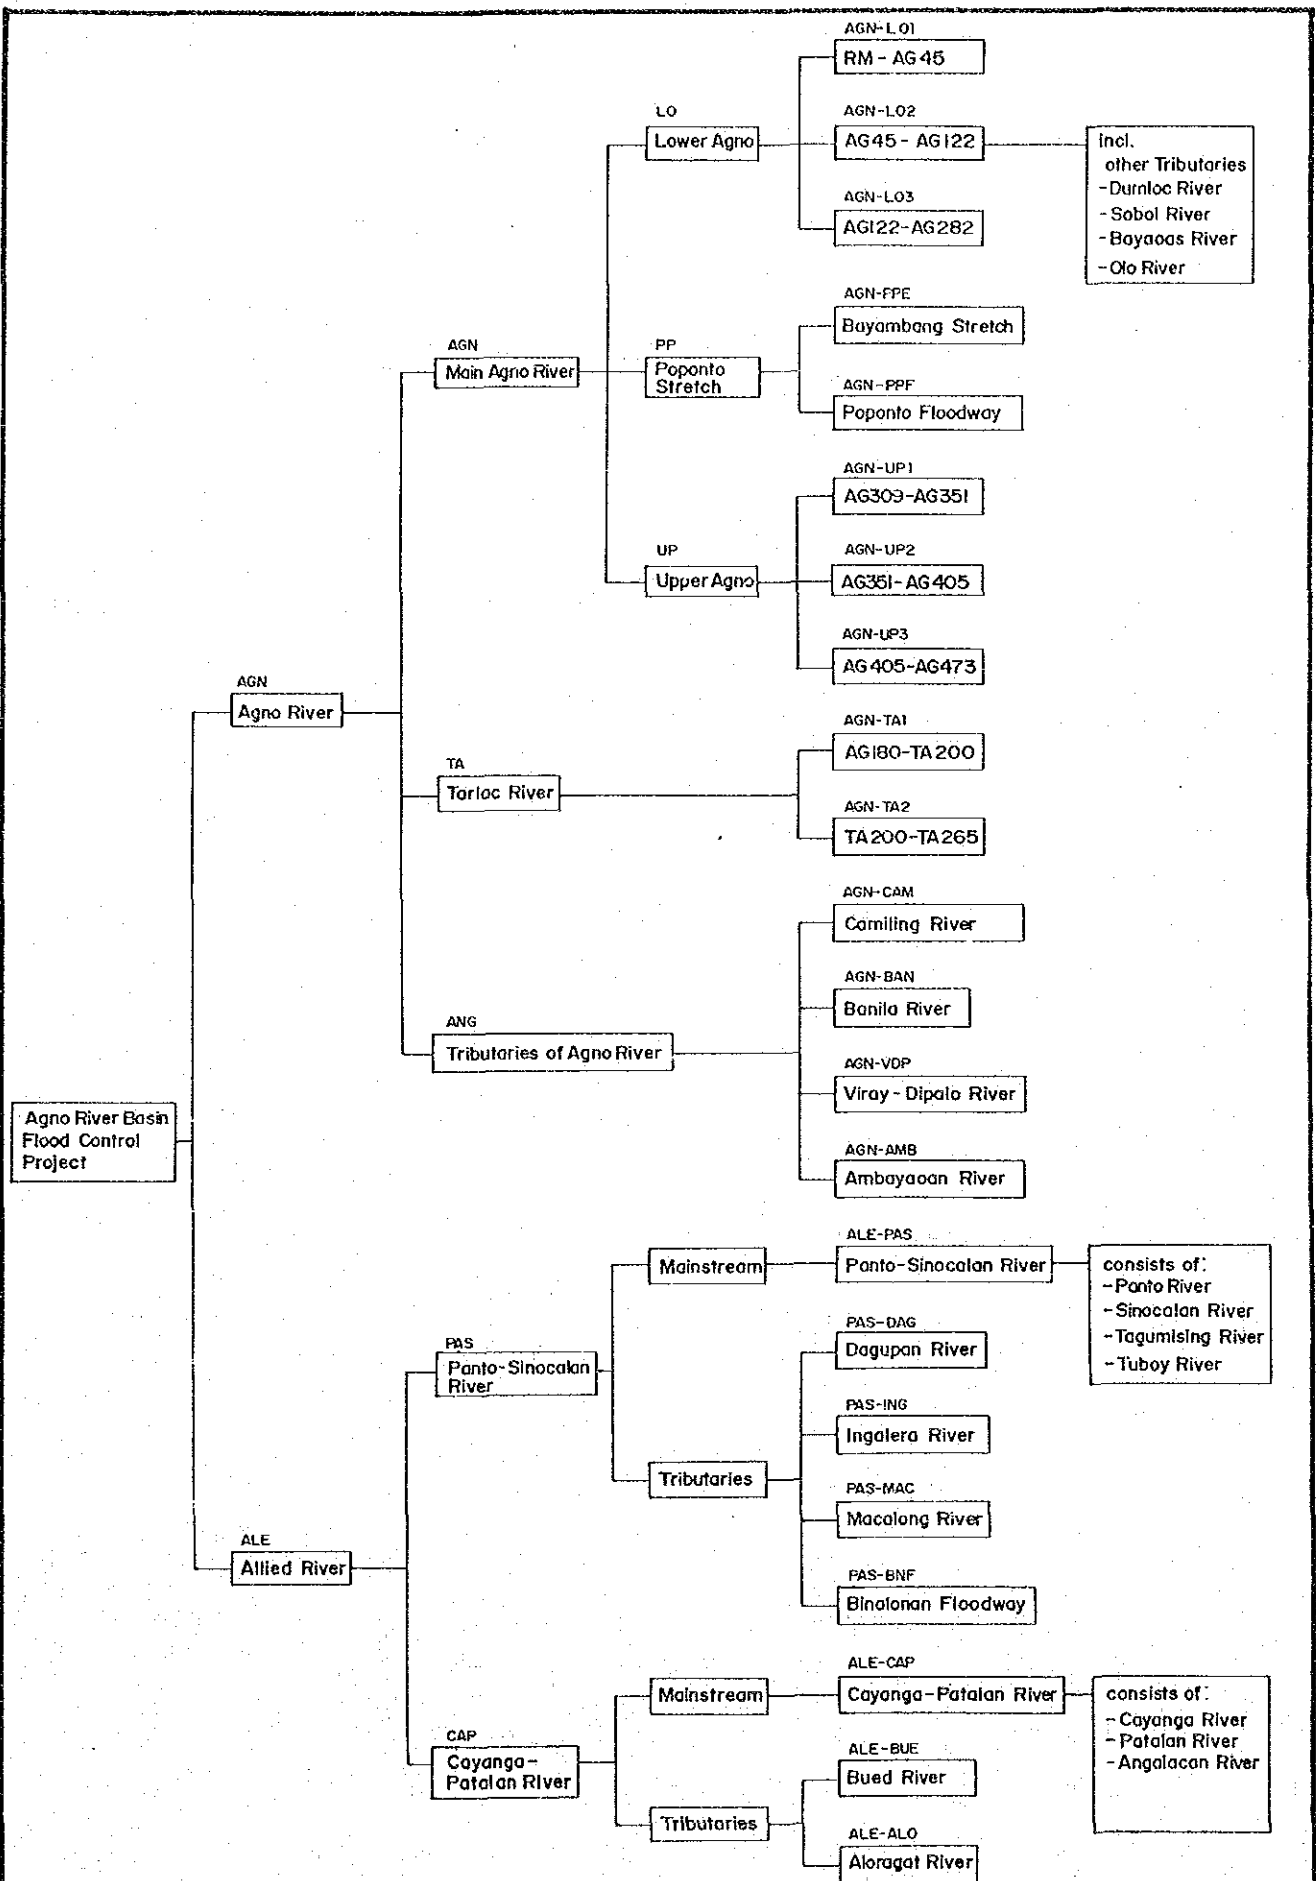 AGN-LO1
RM - AG45
LO
Lower Agno
AGN-LO2
AG45 - AG122
incl.
other Tributaries
-Dumloc River
-Sobol River
-Bayaoas River
-Olo River
AGN-LO3
AG122-AG282
AGN
Main Agno River
PP
Poponto
Stretch
AGN-PPE
Bayambang Stretch
AGN-PPF
Poponto Floodway
UP
Upper Agno
AGN-UP1
AG309-AG351
AGN-UP2
AG351-AG405
AGN-UP3
AG405-AG473
AGN
Agno River
TA
Tarlac River
AGN-TA1
AG180-TA200
AGN-TA2
TA200-TA265
ANG
Tributaries of Agno River
AGN-CAM
Camiling River
AGN-BAN
Banila River
AGN-VDP
Viray-Dipalo River
AGN-AMB
Ambayaoan River
Agno River Basin
Flood Control
Project
ALE
Allied River
PAS
Panto-Sinocalan
River
Mainstream
ALE-PAS
Panto-Sinocalan River
consists of:
-Panto River
-Sinocalan River
-Tagumising River
-Tuboy River
Tributaries
PAS-DAG
Dagupan River
PAS-ING
Ingalera River
PAS-MAC
Macalong River
PAS-BNF
Binalonan Floodway
CAP
Cayanga-
Patalan River
Mainstream
ALE-CAP
Cayanga-Patalan River
consists of:
-Cayanga River
-Patalan River
-Angalacan River
Tributaries
ALE-BUE
Bued River
ALE-ALO
Aloragat River